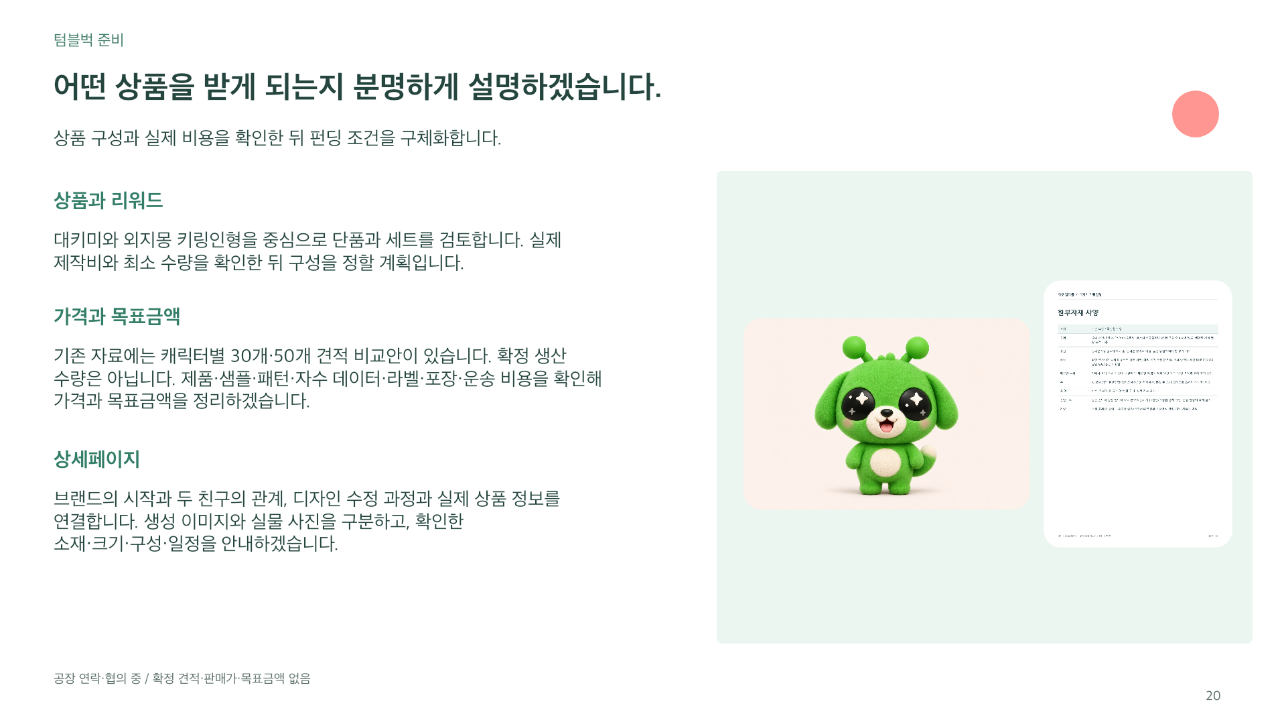 텀블벅 준비
어떤 상품을 받게 되는지 분명하게 설명하겠습니다.
상품 구성과 실제 비용을 확인한 뒤 펀딩 조건을 구체화합니다.
상품과 리워드
대키미와 외지몽 키링인형을 중심으로 단품과 세트를 검토합니다. 실제
제작비와 최소 수량을 확인한 뒤 구성을 정할 계획입니다.
가격과 목표금액
기존 자료에는 캐릭터별 30개·50개 견적 비교안이 있습니다. 확정 생산
수량은 아닙니다. 제품·샘플·패턴·자수 데이터·라벨·포장·운송 비용을 확인해
가격과 목표금액을 정리하겠습니다.
상세페이지
브랜드의 시작과 두 친구의 관계, 디자인 수정 과정과 실제 상품 정보를
연결합니다. 생성 이미지와 실물 사진을 구분하고, 확인한
소재·크기·구성·일정을 안내하겠습니다.
원부자재 사양
공장 연락·협의 중 / 확정 견적·판매가·목표금액 없음
20